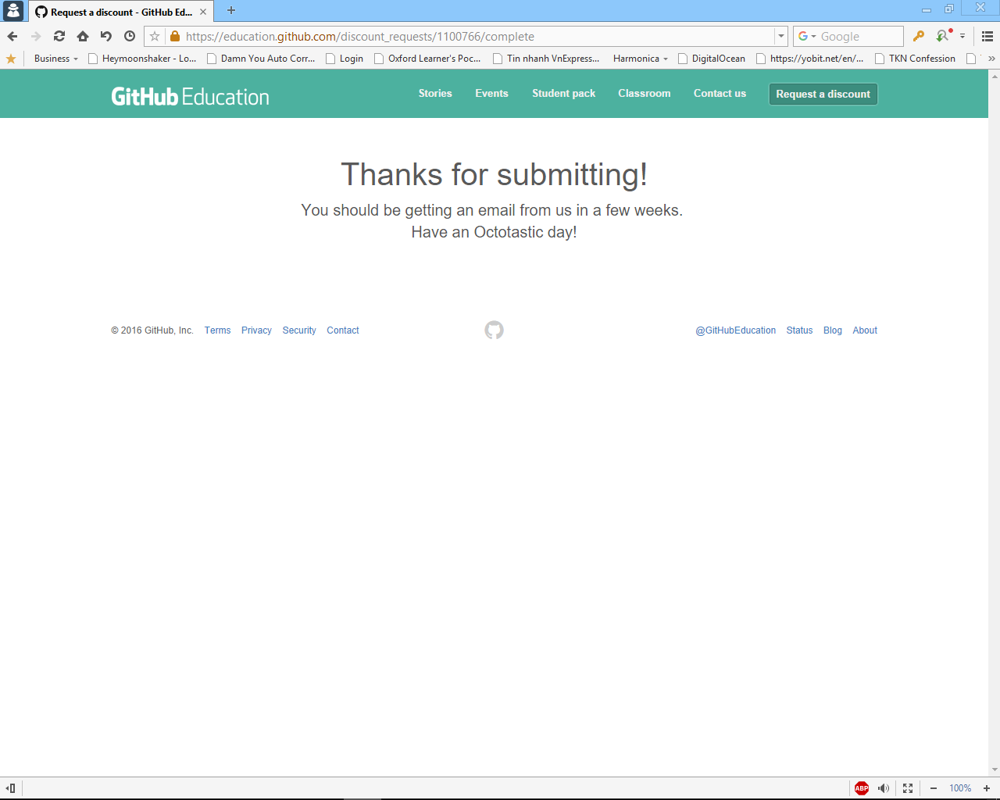 Request a discount - GitHub Ed...
https://education.github.com/discount_requests/1100766/complete
Google
Business
Heymoonshaker - Lo...
Damn You Auto Corr...
Login
Oxford Learner's Poc...
Tin nhanh VnExpress...
Harmonica
DigitalOcean
https://yobit.net/en/...
TKN Confession
GitHub Education
Stories
Events
Student pack
Classroom
Contact us
Request a discount
Thanks for submitting!
You should be getting an email from us in a few weeks.
Have an Octotastic day!
© 2016 GitHub, Inc.
Terms
Privacy
Security
Contact
@GitHubEducation
Status
Blog
About
ABP
100%